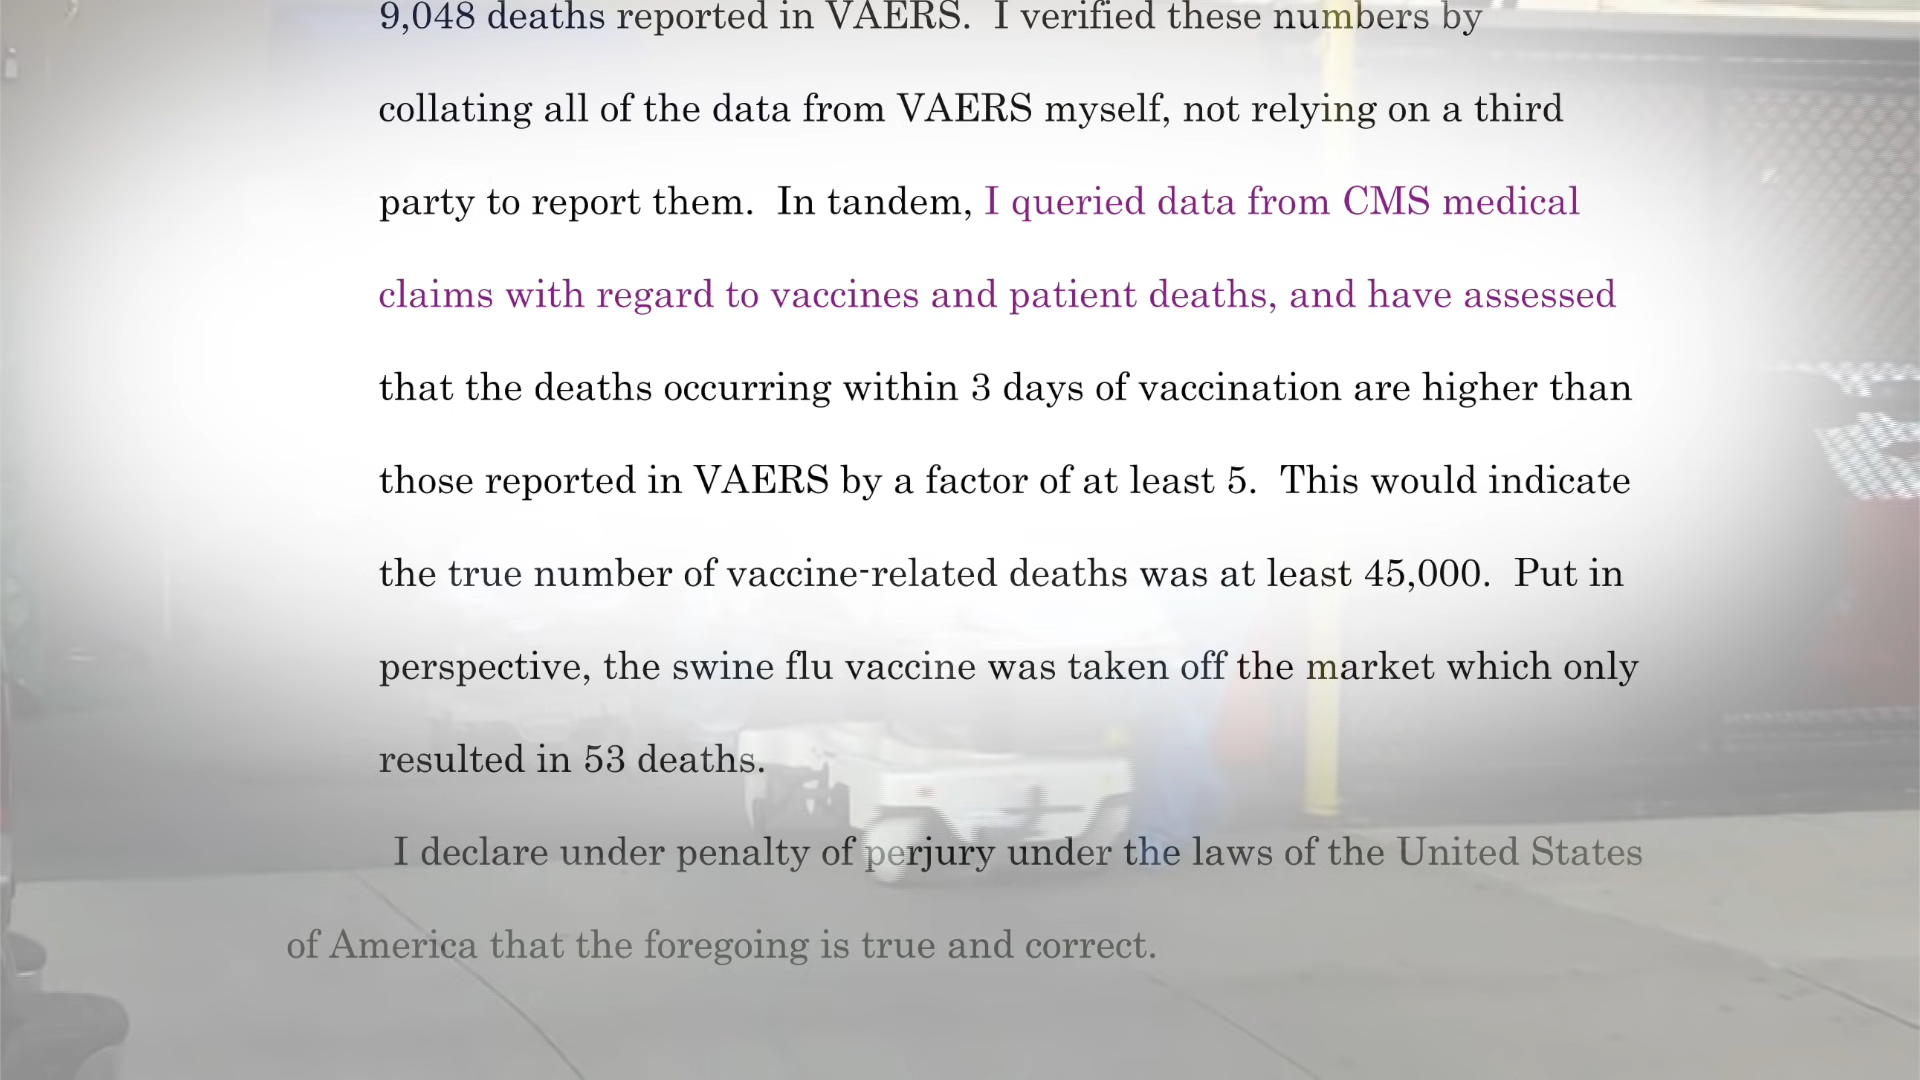 9,048 deaths reported in VAERS.  I verified these numbers by
collating all of the data from VAERS myself, not relying on a third
party to report them.  In tandem, I queried data from CMS medical
claims with regard to vaccines and patient deaths, and have assessed
that the deaths occurring within 3 days of vaccination are higher than
those reported in VAERS by a factor of at least 5.  This would indicate
the true number of vaccine-related deaths was at least 45,000.  Put in
perspective, the swine flu vaccine was taken off the market which only
resulted in 53 deaths.
I declare under penalty of perjury under the laws of the United States
of America that the foregoing is true and correct.